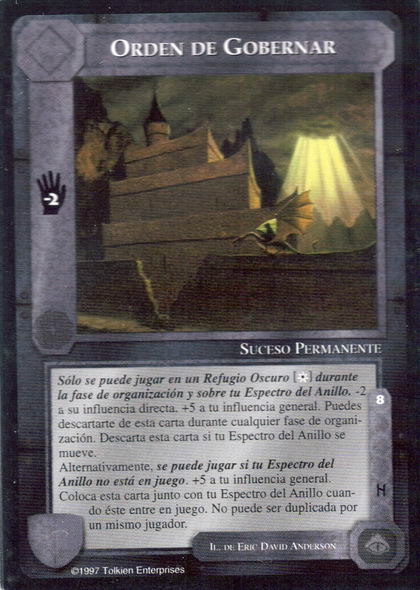 ORDEN DE GOBERNAR
-2
SUCESO PERMANENTE
Sólo se puede jugar en un Refugio Oscuro [ ] durante
la fase de organización y sobre tu Espectro del Anillo. -2
a su influencia directa. +5 a tu influencia general. Puedes
descartarte de esta carta durante cualquier fase de organi-
zación. Descarta esta carta si tu Espectro del Anillo se
mueve.
Alternativamente, se puede jugar si tu Espectro del
Anillo no está en juego. +5 a tu influencia general.
Coloca esta carta junto con tu Espectro del Anillo cuan-
do éste entre en juego. No puede ser duplicada por
un mismo jugador.
8
H
IL. DE ERIC DAVID ANDERSON
©1997 Tolkien Enterprises